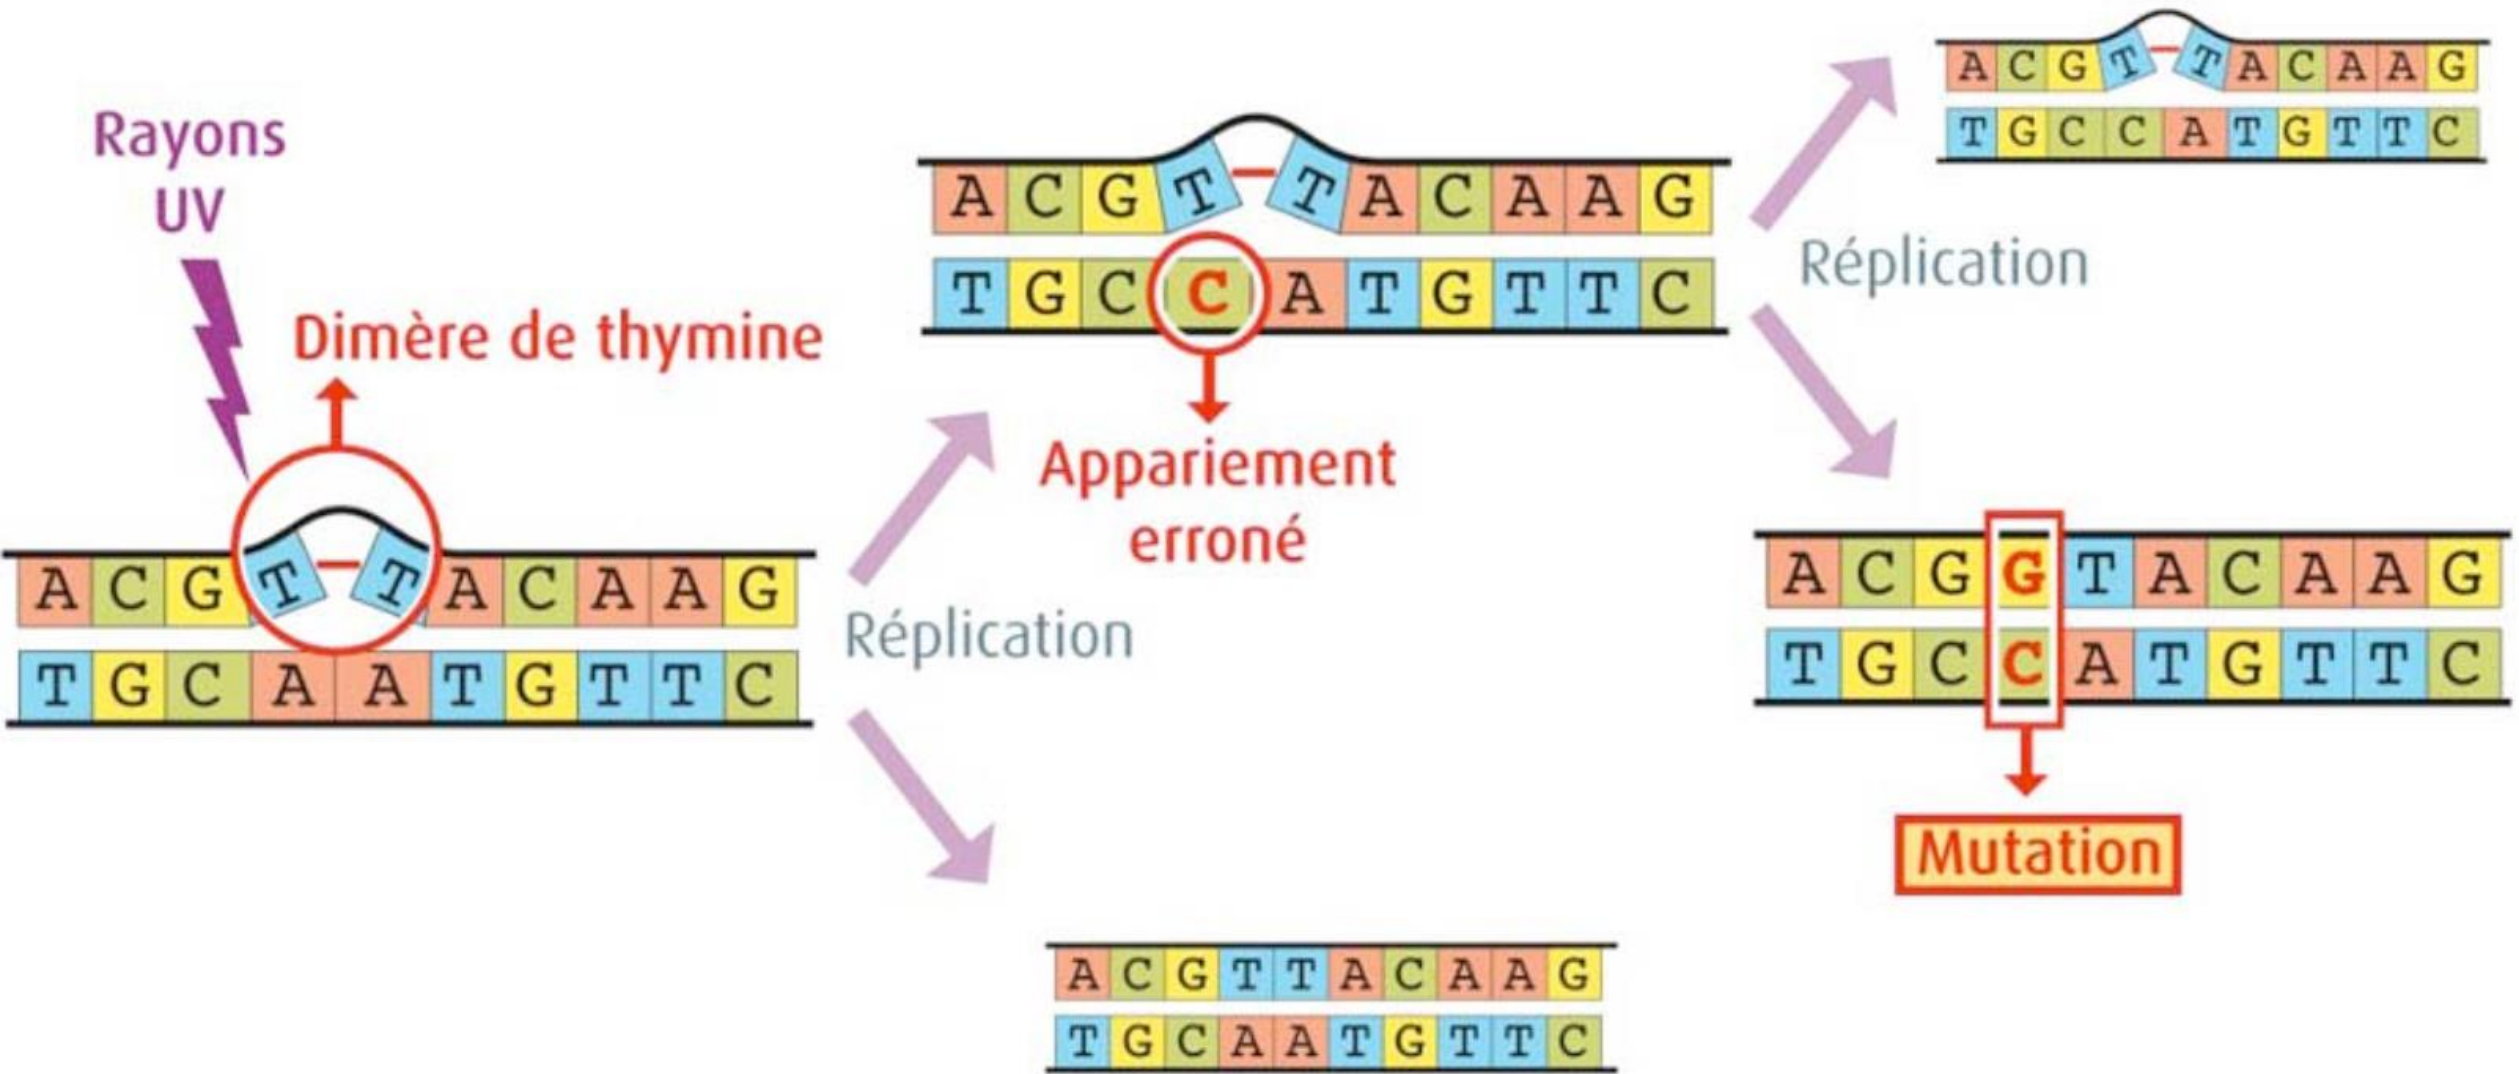 Rayons
UV
Dimère de thymine
A C G T T A C A A G
T G C A A T G T T C
Réplication
A C G T T A C A A G
T G C C A T G T T C
Appariement
erroné
A C G T T A C A A G
T G C A A T G T T C
Réplication
A C G T T A C A A G
T G C C A T G T T C
A C G G T A C A A G
T G C C A T G T T C
Mutation